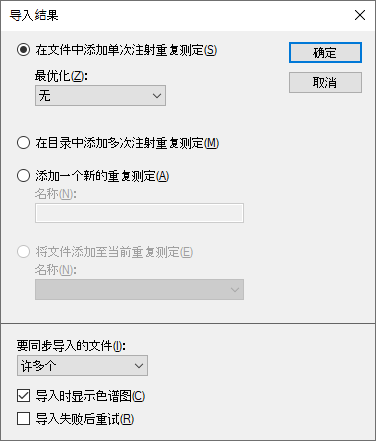 导入结果
在文件中添加单次注射重复测定(S)
确定
最优化(Z):
取消
无
在目录中添加多次注射重复测定(M)
添加一个新的重复测定(A)
名称(N):
将文件添加至当前重复测定(E)
名称(N):
要同步导入的文件(I):
许多个
导入时显示色谱图(C)
导入失败后重试(R)